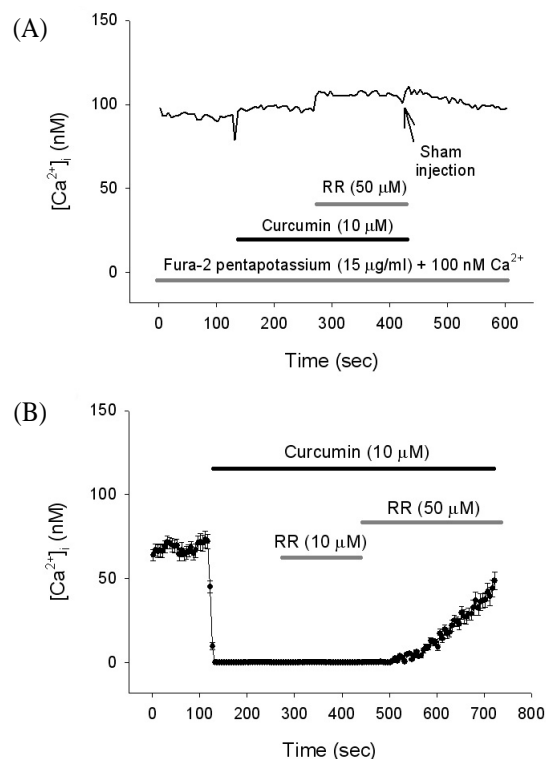 (A)
150
100
50
0
[Ca²⁺]ᵢ (nM)
Sham
injection
RR (50 μM)
Curcumin (10 μM)
Fura-2 pentapotassium (15 μg/ml) + 100 nM Ca²⁺
0 100 200 300 400 500 600
Time (sec)
(B)
150
100
50
0
[Ca²⁺]ᵢ (nM)
Curcumin (10 μM)
RR (50 μM)
RR (10 μM)
0 100 200 300 400 500 600 700 800
Time (sec)